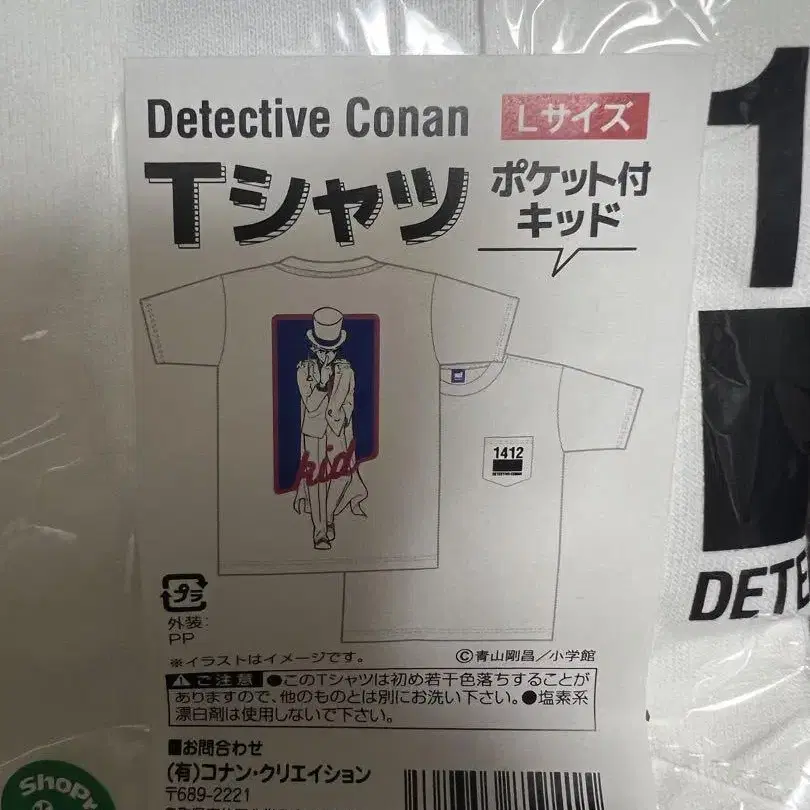 Detective Conan
Lサイズ
Tシャツ
ポケット付
キッド
kid
1412
DETECTIVE CONAN
プラ
外装:
PP
※イラストはイメージです。
©青山剛昌/小学館
ご注意 ●このTシャツは初め若干色落ちすることが
ありますので、他のものとは別にお洗い下さい。●塩素系
漂白剤は使用しないで下さい。
■お問合わせ
(有)コナン・クリエイション
〒689-2221
1
DETE
ShopPr